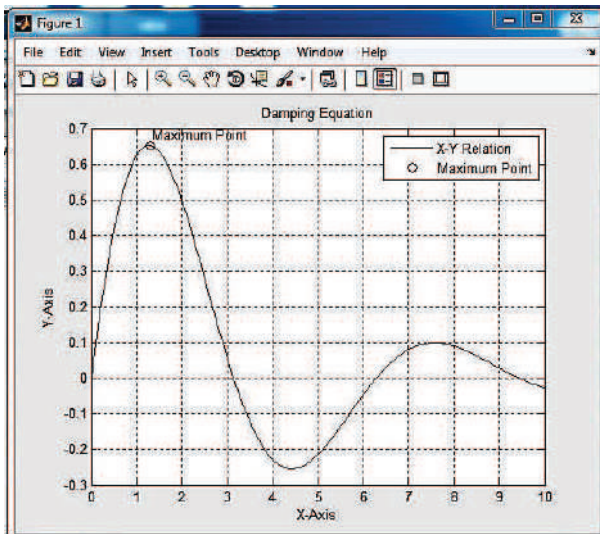 Figure 1
File Edit View Insert Tools Desktop Window Help
Damping Equation
Maximum Point
X-Y Relation
Maximum Point
0.7
0.6
0.5
0.4
0.3
0.2
0.1
0
-0.1
-0.2
-0.3
Y-Axis
0 1 2 3 4 5 6 7 8 9 10
X-Axis